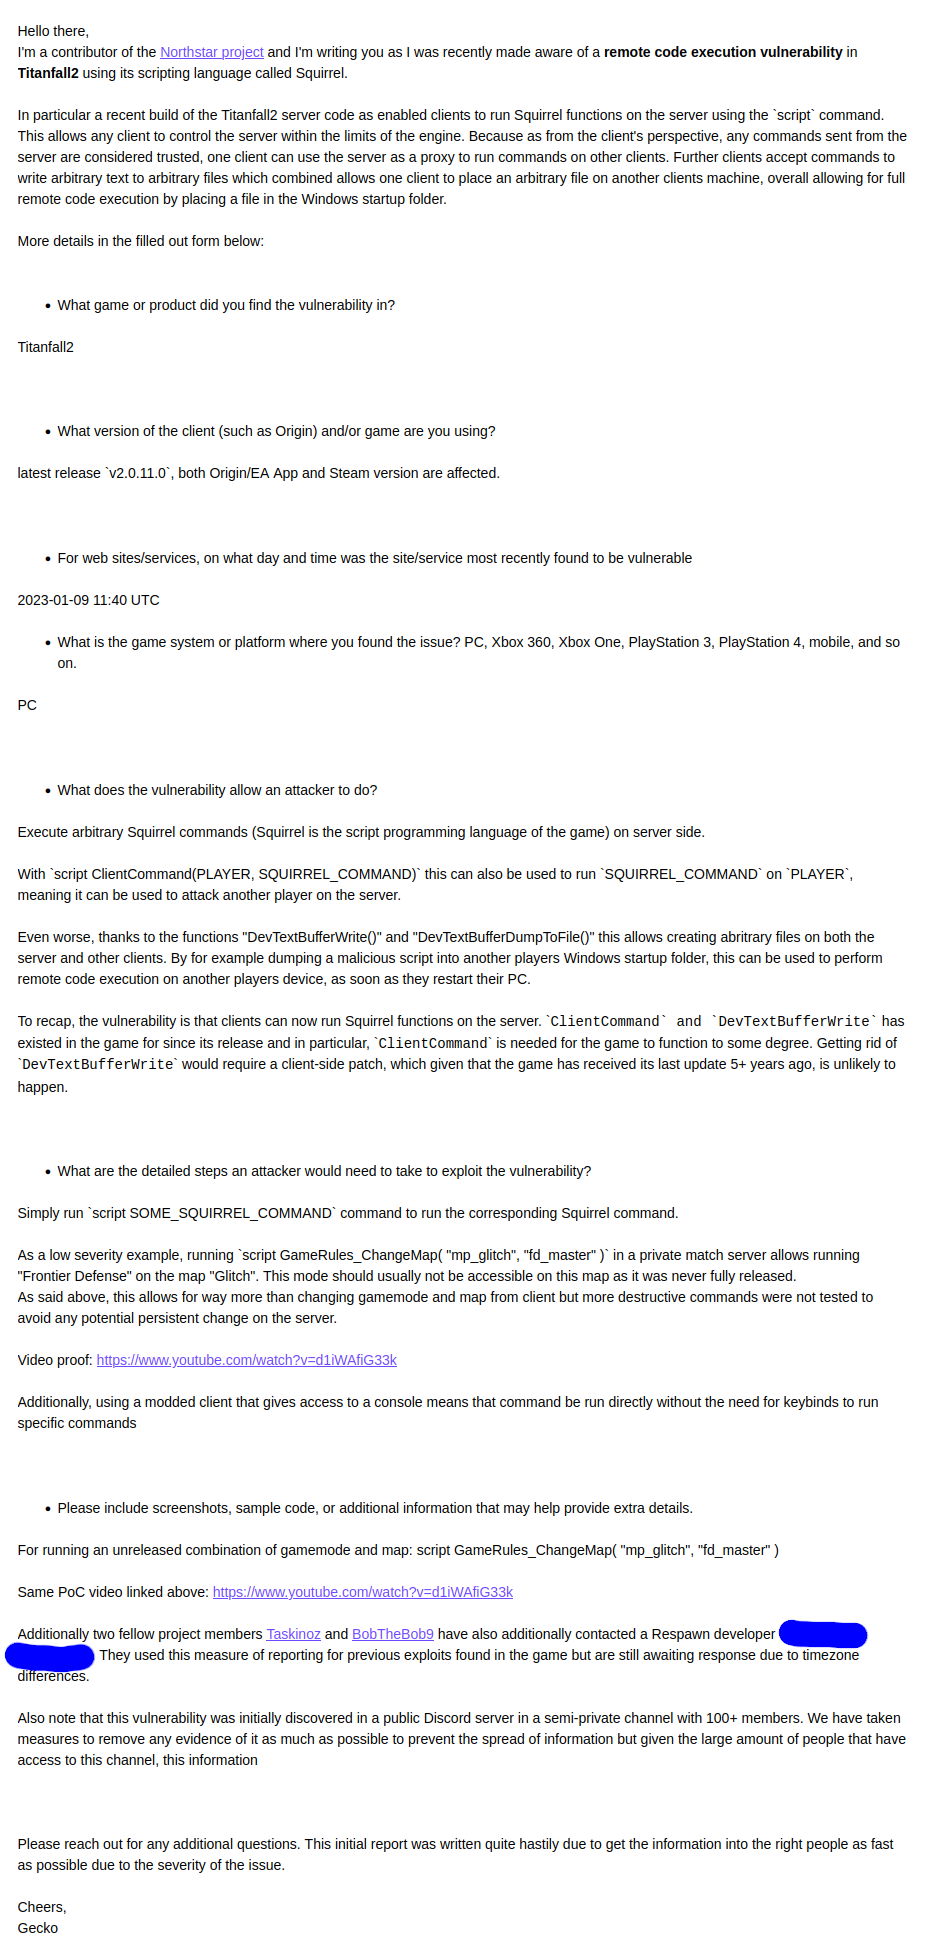 Hello there,
I'm a contributor of the Northstar project and I'm writing you as I was recently made aware of a remote code execution vulnerability in
Titanfall2 using its scripting language called Squirrel.
In particular a recent build of the Titanfall2 server code as enabled clients to run Squirrel functions on the server using the `script` command.
This allows any client to control the server within the limits of the engine. Because as from the client's perspective, any commands sent from the
server are considered trusted, one client can use the server as a proxy to run commands on other clients. Further clients accept commands to
write arbitrary text to arbitrary files which combined allows one client to place an arbitrary file on another clients machine, overall allowing for full
remote code execution by placing a file in the Windows startup folder.
More details in the filled out form below:
• What game or product did you find the vulnerability in?
Titanfall2
• What version of the client (such as Origin) and/or game are you using?
latest release `v2.0.11.0`, both Origin/EA App and Steam version are affected.
• For web sites/services, on what day and time was the site/service most recently found to be vulnerable
2023-01-09 11:40 UTC
• What is the game system or platform where you found the issue? PC, Xbox 360, Xbox One, PlayStation 3, PlayStation 4, mobile, and so
on.
PC
• What does the vulnerability allow an attacker to do?
Execute arbitrary Squirrel commands (Squirrel is the script programming language of the game) on server side.
With `script ClientCommand(PLAYER, SQUIRREL_COMMAND)` this can also be used to run `SQUIRREL_COMMAND` on `PLAYER`,
meaning it can be used to attack another player on the server.
Even worse, thanks to the functions "DevTextBufferWrite()" and "DevTextBufferDumpToFile()" this allows creating abritrary files on both the
server and other clients. By for example dumping a malicious script into another players Windows startup folder, this can be used to perform
remote code execution on another players device, as soon as they restart their PC.
To recap, the vulnerability is that clients can now run Squirrel functions on the server. `ClientCommand` and `DevTextBufferWrite` has
existed in the game for since its release and in particular, `ClientCommand` is needed for the game to function to some degree. Getting rid of
`DevTextBufferWrite` would require a client-side patch, which given that the game has received its last update 5+ years ago, is unlikely to
happen.
• What are the detailed steps an attacker would need to take to exploit the vulnerability?
Simply run `script SOME_SQUIRREL_COMMAND` command to run the corresponding Squirrel command.
As a low severity example, running `script GameRules_ChangeMap( "mp_glitch", "fd_master" )` in a private match server allows running
"Frontier Defense" on the map "Glitch". This mode should usually not be accessible on this map as it was never fully released.
As said above, this allows for way more than changing gamemode and map from client but more destructive commands were not tested to
avoid any potential persistent change on the server.
Video proof: https://www.youtube.com/watch?v=d1iWAfiG33k
Additionally, using a modded client that gives access to a console means that command be run directly without the need for keybinds to run
specific commands
• Please include screenshots, sample code, or additional information that may help provide extra details.
For running an unreleased combination of gamemode and map: script GameRules_ChangeMap( "mp_glitch", "fd_master" )
Same PoC video linked above: https://www.youtube.com/watch?v=d1iWAfiG33k
Additionally two fellow project members Taskinoz and BobTheBob9 have also additionally contacted a Respawn developer
They used this measure of reporting for previous exploits found in the game but are still awaiting response due to timezone
differences.
Also note that this vulnerability was initially discovered in a public Discord server in a semi-private channel with 100+ members. We have taken
measures to remove any evidence of it as much as possible to prevent the spread of information but given the large amount of people that have
access to this channel, this information
Please reach out for any additional questions. This initial report was written quite hastily due to get the information into the right people as fast
as possible due to the severity of the issue.
Cheers,
Gecko